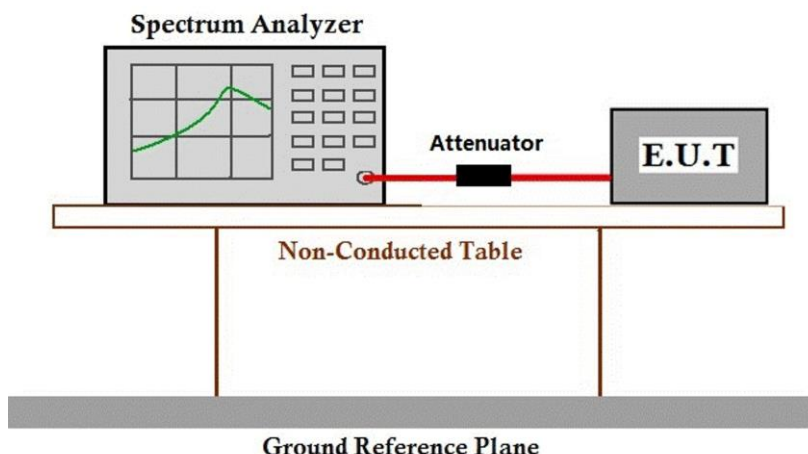 Spectrum Analyzer
Attenuator
E.U.T
Non-Conducted Table
Ground Reference Plane